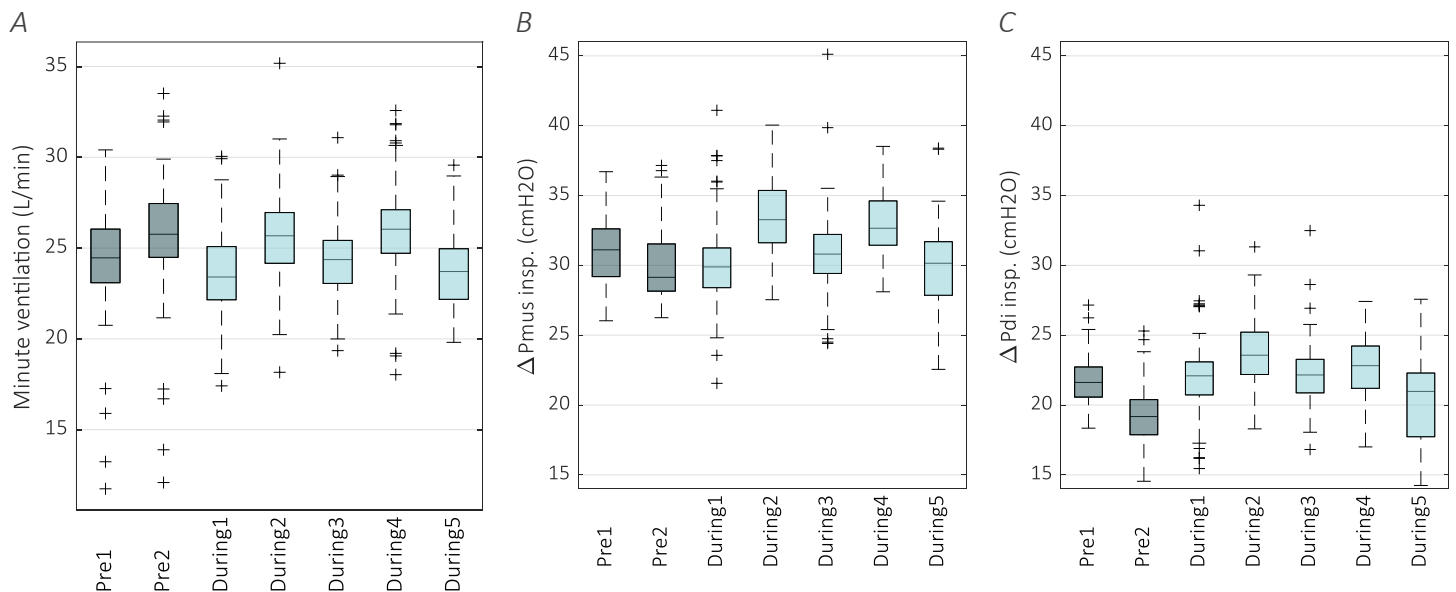 A
B
C
Minute ventilation (L/min)
35
30
25
20
15
Pre1
Pre2
During1
During2
During3
During4
During5
Δ Pmus insp. (cmH2O)
45
40
35
30
25
20
15
Pre1
Pre2
During1
During2
During3
During4
During5
Δ Pdi insp. (cmH2O)
45
40
35
30
25
20
15
Pre1
Pre2
During1
During2
During3
During4
During5